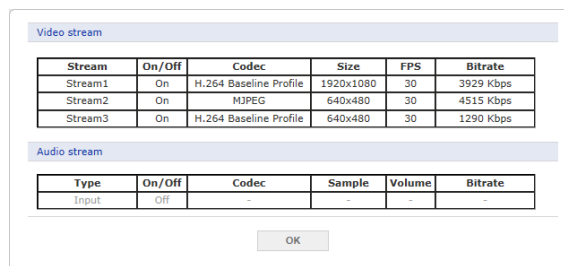 Video stream
Stream On/Off Codec Size FPS Bitrate
Stream1 On H.264 Baseline Profile 1920x1080 30 3929 Kbps
Stream2 On MJPEG 640x480 30 4515 Kbps
Stream3 On H.264 Baseline Profile 640x480 30 1290 Kbps
Audio stream
Type On/Off Codec Sample Volume Bitrate
Input Off - - - -
OK